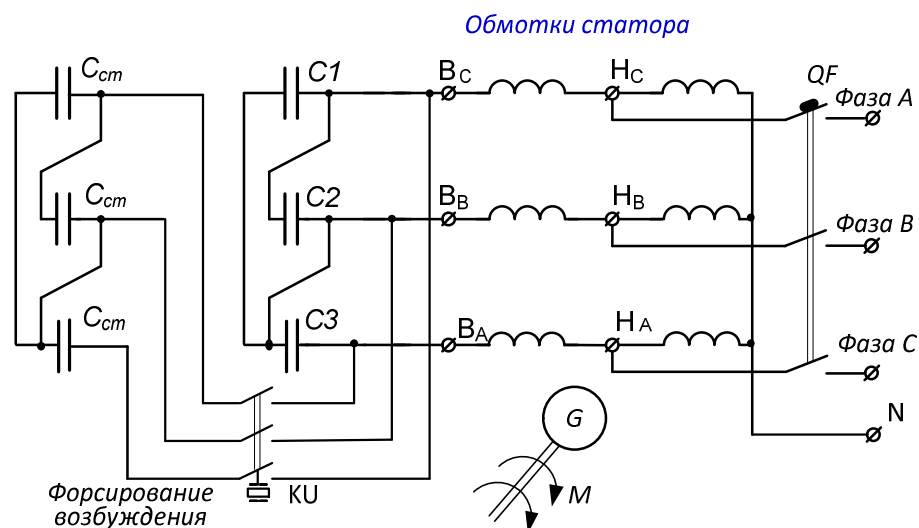 Обмотки статора
Cст
C1
BC
HC
QF
Фаза A
Cст
C2
BB
HB
Фаза B
Cст
C3
BA
HA
Фаза C
N
G
M
KU
Форсирование
возбуждения